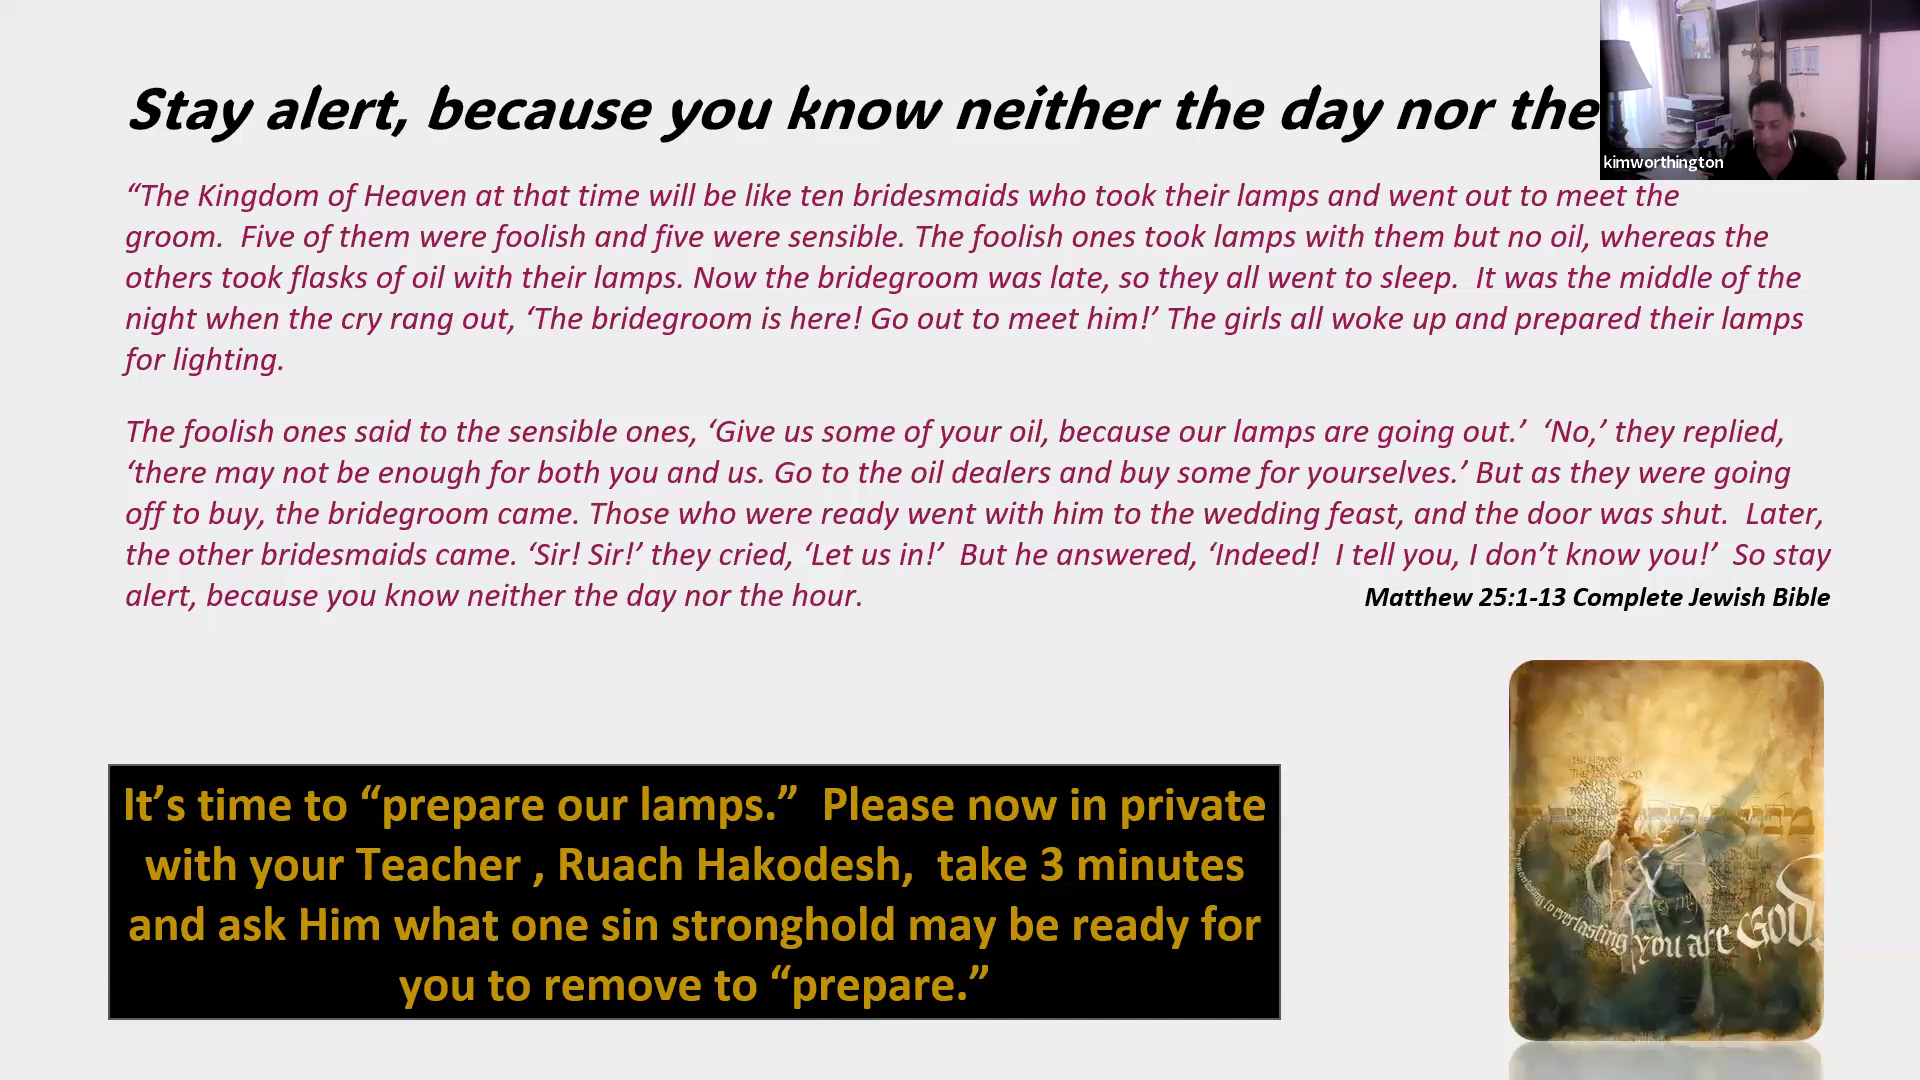 Stay alert, because you know neither the day nor the
kimworthington
“The Kingdom of Heaven at that time will be like ten bridesmaids who took their lamps and went out to meet the
groom.  Five of them were foolish and five were sensible. The foolish ones took lamps with them but no oil, whereas the
others took flasks of oil with their lamps. Now the bridegroom was late, so they all went to sleep.  It was the middle of the
night when the cry rang out, ‘The bridegroom is here! Go out to meet him!’ The girls all woke up and prepared their lamps
for lighting.
The foolish ones said to the sensible ones, ‘Give us some of your oil, because our lamps are going out.’  ‘No,’ they replied,
‘there may not be enough for both you and us. Go to the oil dealers and buy some for yourselves.’ But as they were going
off to buy, the bridegroom came. Those who were ready went with him to the wedding feast, and the door was shut.  Later,
the other bridesmaids came. ‘Sir! Sir!’ they cried, ‘Let us in!’  But he answered, ‘Indeed!  I tell you, I don’t know you!’  So stay
alert, because you know neither the day nor the hour.
Matthew 25:1-13 Complete Jewish Bible
It’s time to “prepare our lamps.”  Please now in private
with your Teacher , Ruach Hakodesh,  take 3 minutes
and ask Him what one sin stronghold may be ready for
you to remove to “prepare.”
THE HEAVENS
DECLARE
THE GLORY OF GOD
everlasting to everlasting you are God